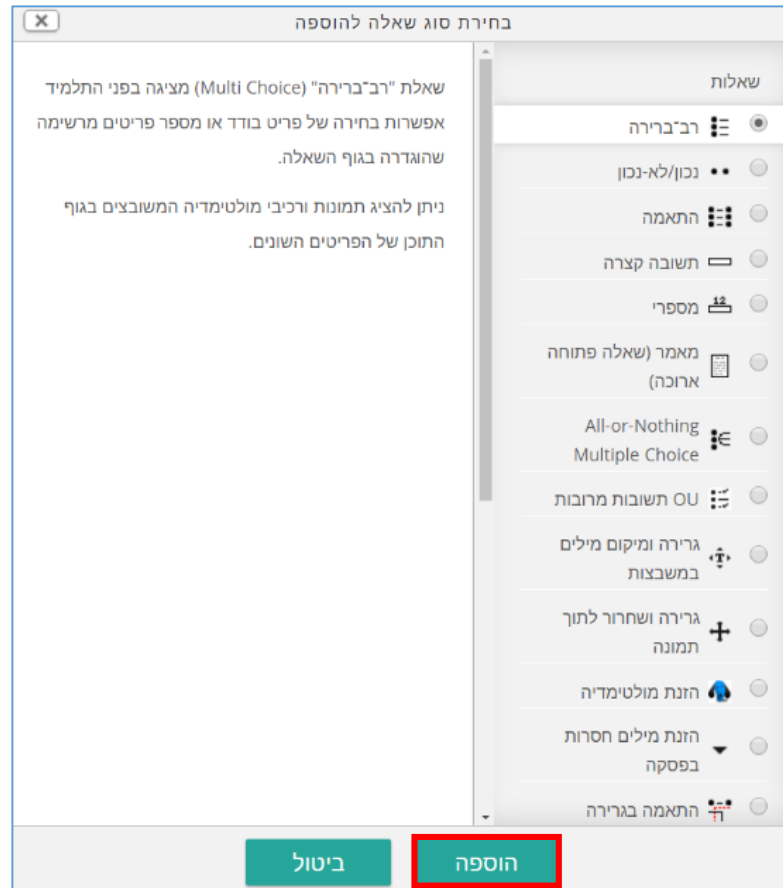 בחירת סוג שאלה להוספה
שאלות
רב־ברירה
נכון/לא-נכון
התאמה
תשובה קצרה
12
מספרי
מאמר (שאלה פתוחה
ארוכה)
All-or-Nothing
Multiple Choice
OU תשובות מרובות
גרירה ומיקום מילים
במשבצות
גרירה ושחרור לתוך
תמונה
הזנת מולטימדיה
הזנת מילים חסרות
בפסקה
התאמה בגרירה
שאלת "רב־ברירה" (Multi Choice) מציגה בפני התלמיד
אפשרות בחירה של פריט בודד או מספר פריטים מרשימה
שהוגדרה בגוף השאלה.
ניתן להציג תמונות ורכיבי מולטימדיה המשובצים בגוף
התוכן של הפריטים השונים.
הוספה
ביטול